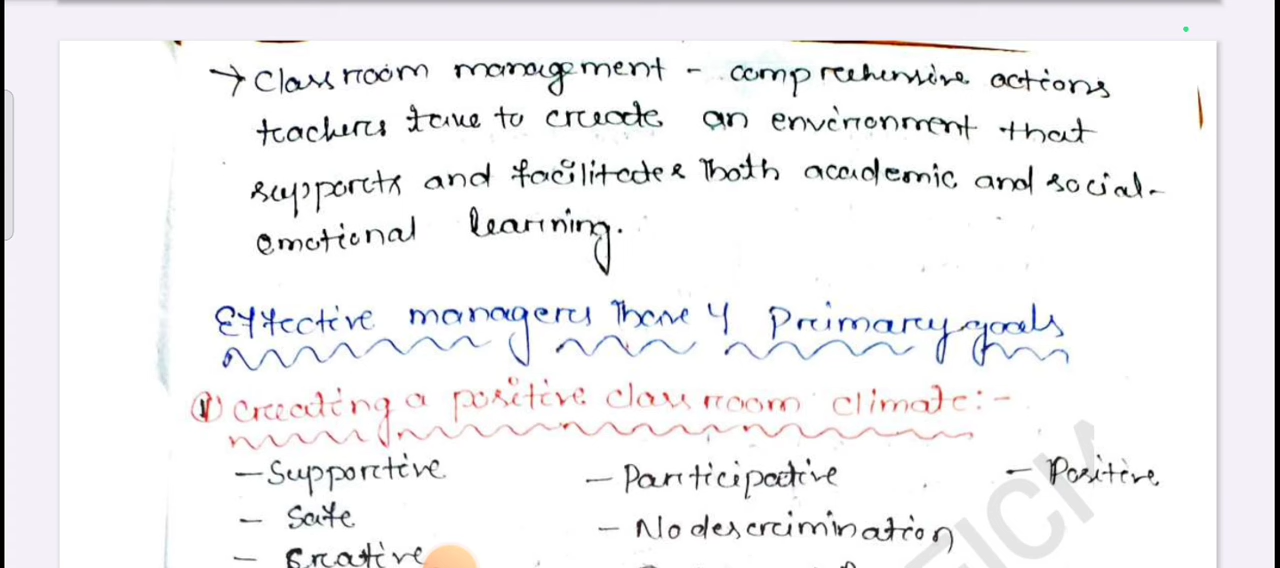 → Classroom management - comprehensive actions
teachers take to create an environment that
supports and facilitates both academic and social-
emotional learning.
Effective managers have 4 primary goals
① Creating a positive classroom climate:-
- Supportive - Participative - Positive
- Safe - No descrimination
- Creative